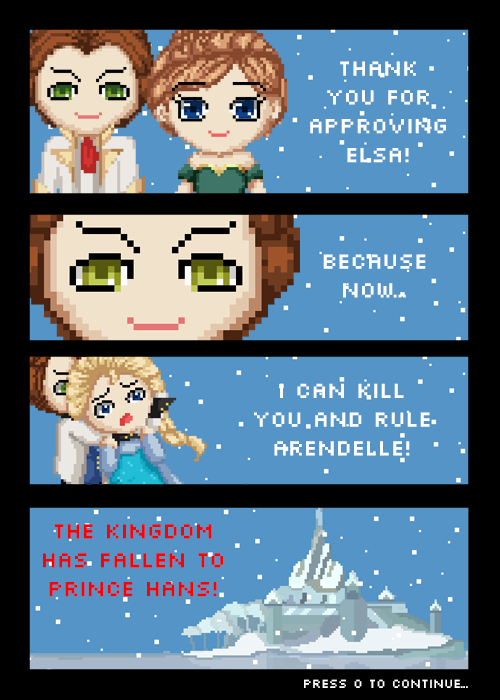 THANK
YOU FOR
APPROVING
ELSA!
BECAUSE
NOW..
I CAN KILL
YOU AND RULE
ARENDELLE!
THE KINGDOM
HAS FALLEN TO
PRINCE HANS!
PRESS O TO CONTINUE...